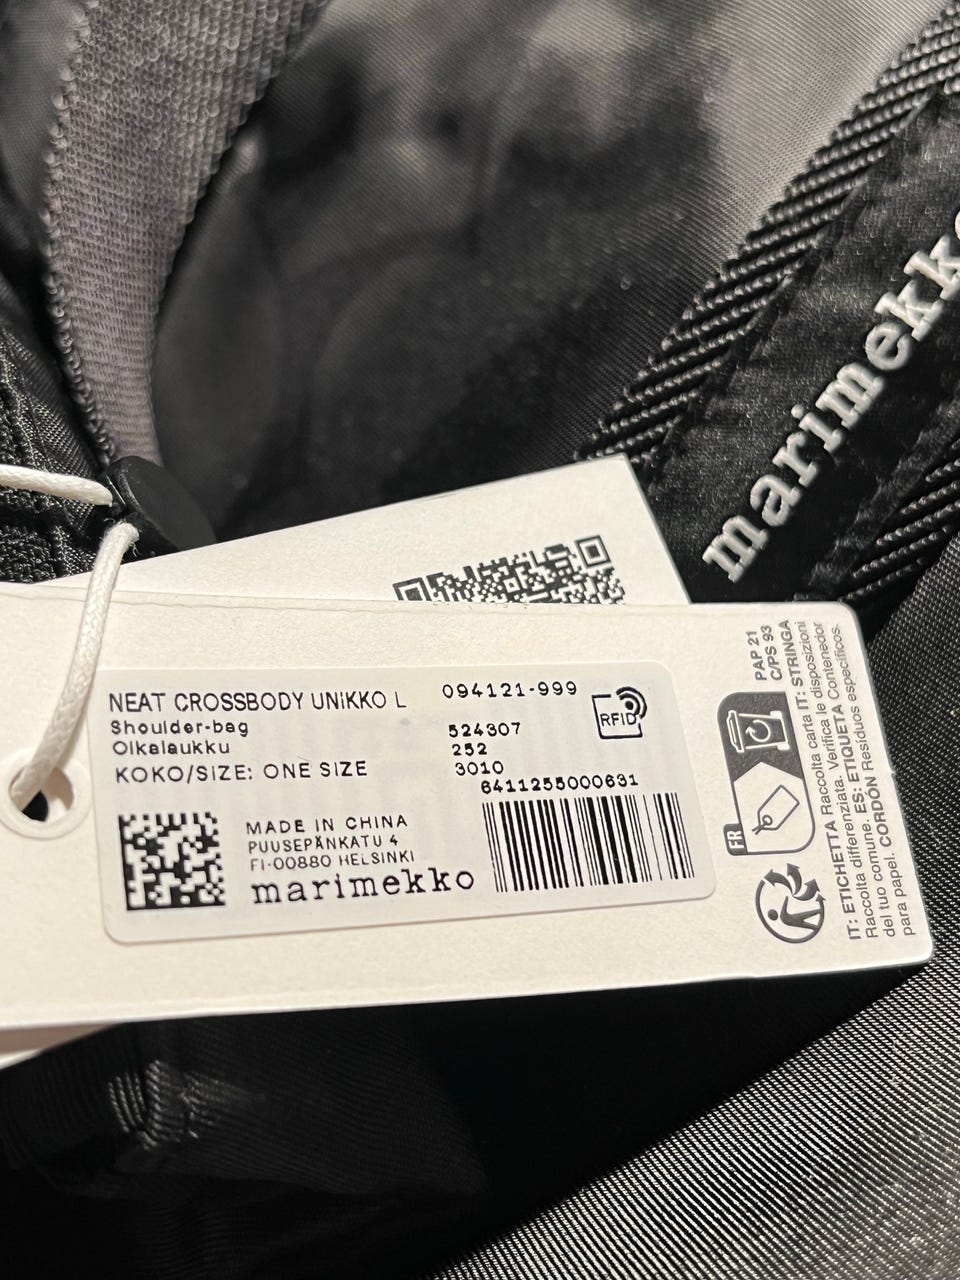 marimekko
NEAT CROSSBODY UNIKKO L
Shoulder-bag
Olkalaukku
KOKO/SIZE: ONE SIZE
094121-999
524307
252
3010
6411255000631
RFID
MADE IN CHINA
PUUSEPÄNKATU 4
FI-00880 HELSINKI
marimekko
PAP 21
C/PS 93
FR
IT: ETICHETTA Raccolta carta IT: STRINGA
Raccolta differenziata. Verifica le disposizioni
del tuo comune. ES: ETIQUETA Contenedor
para papel. CORDÓN Residuos específicos.